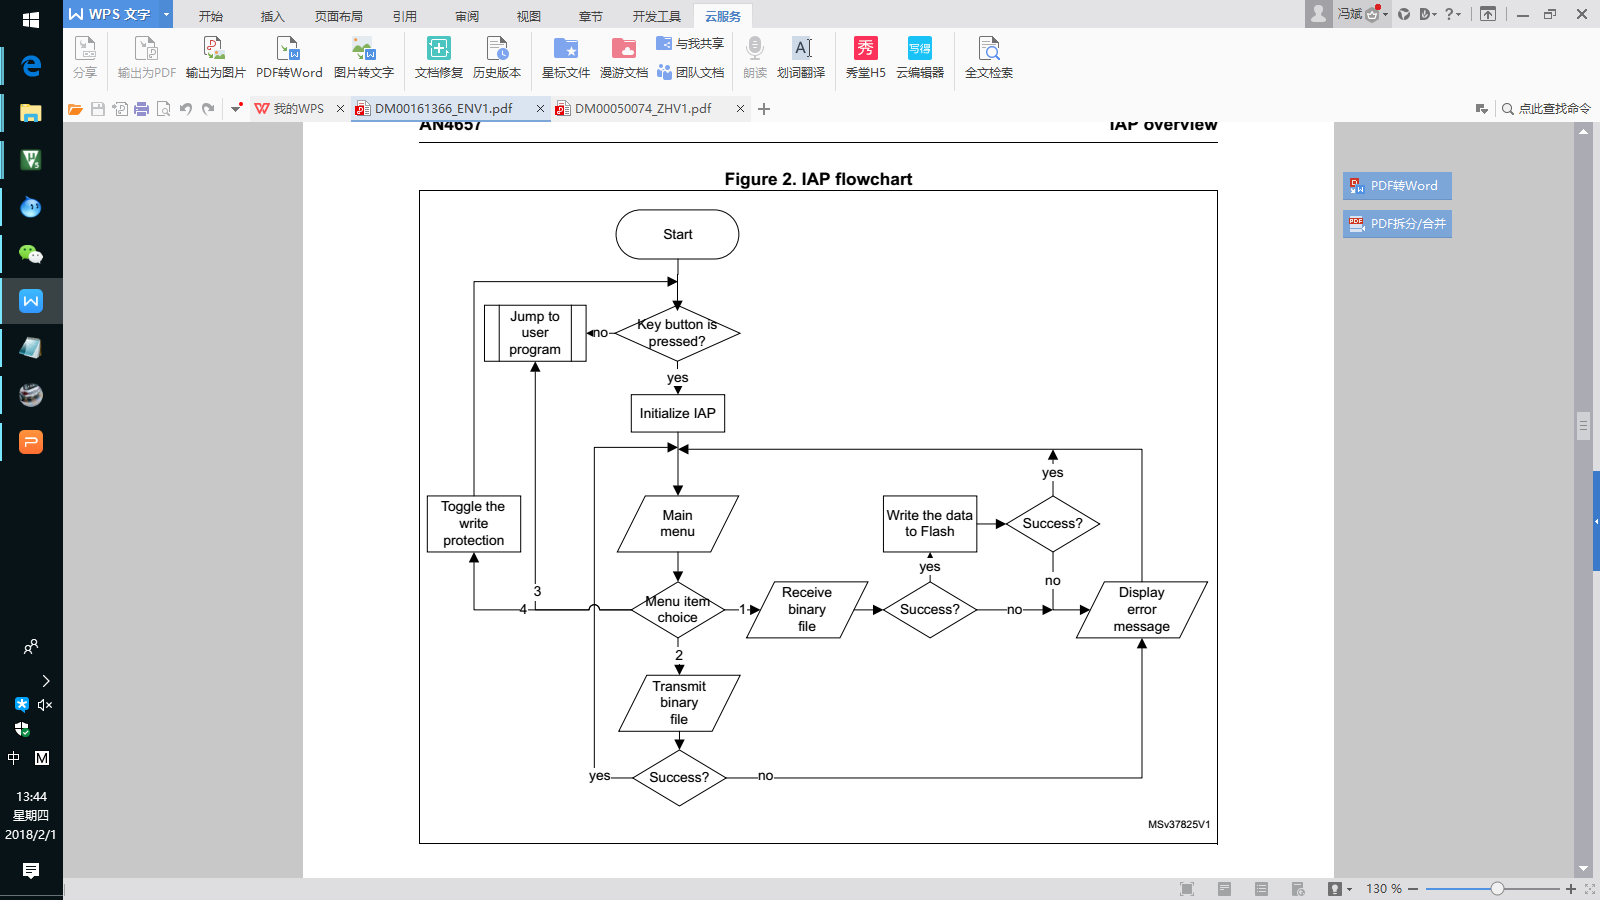 WPS 文字
开始
插入
页面布局
引用
审阅
视图
章节
开发工具
云服务
冯斌
分享
输出为PDF
输出为图片
PDF转Word
图片转文字
文档修复
历史版本
星标文件
漫游文档
与我共享
团队文档
朗读
划词翻译
秀堂H5
云编辑器
全文检索
我的WPS
DM00161366_ENV1.pdf
DM00050074_ZHV1.pdf
点此查找命令
AN4657
IAP overview
Figure 2. IAP flowchart
PDF转Word
PDF拆分/合并
Start
Jump to
user
program
no
Key button is
pressed?
yes
Initialize IAP
yes
Toggle the
write
protection
Main
menu
Write the data
to Flash
Success?
yes
no
3
4
Menu item
choice
1
Receive
binary
file
Success?
no
Display
error
message
2
Transmit
binary
file
yes
Success?
no
MSv37825V1
中
M
13:44
星期四
2018/2/1
130 %